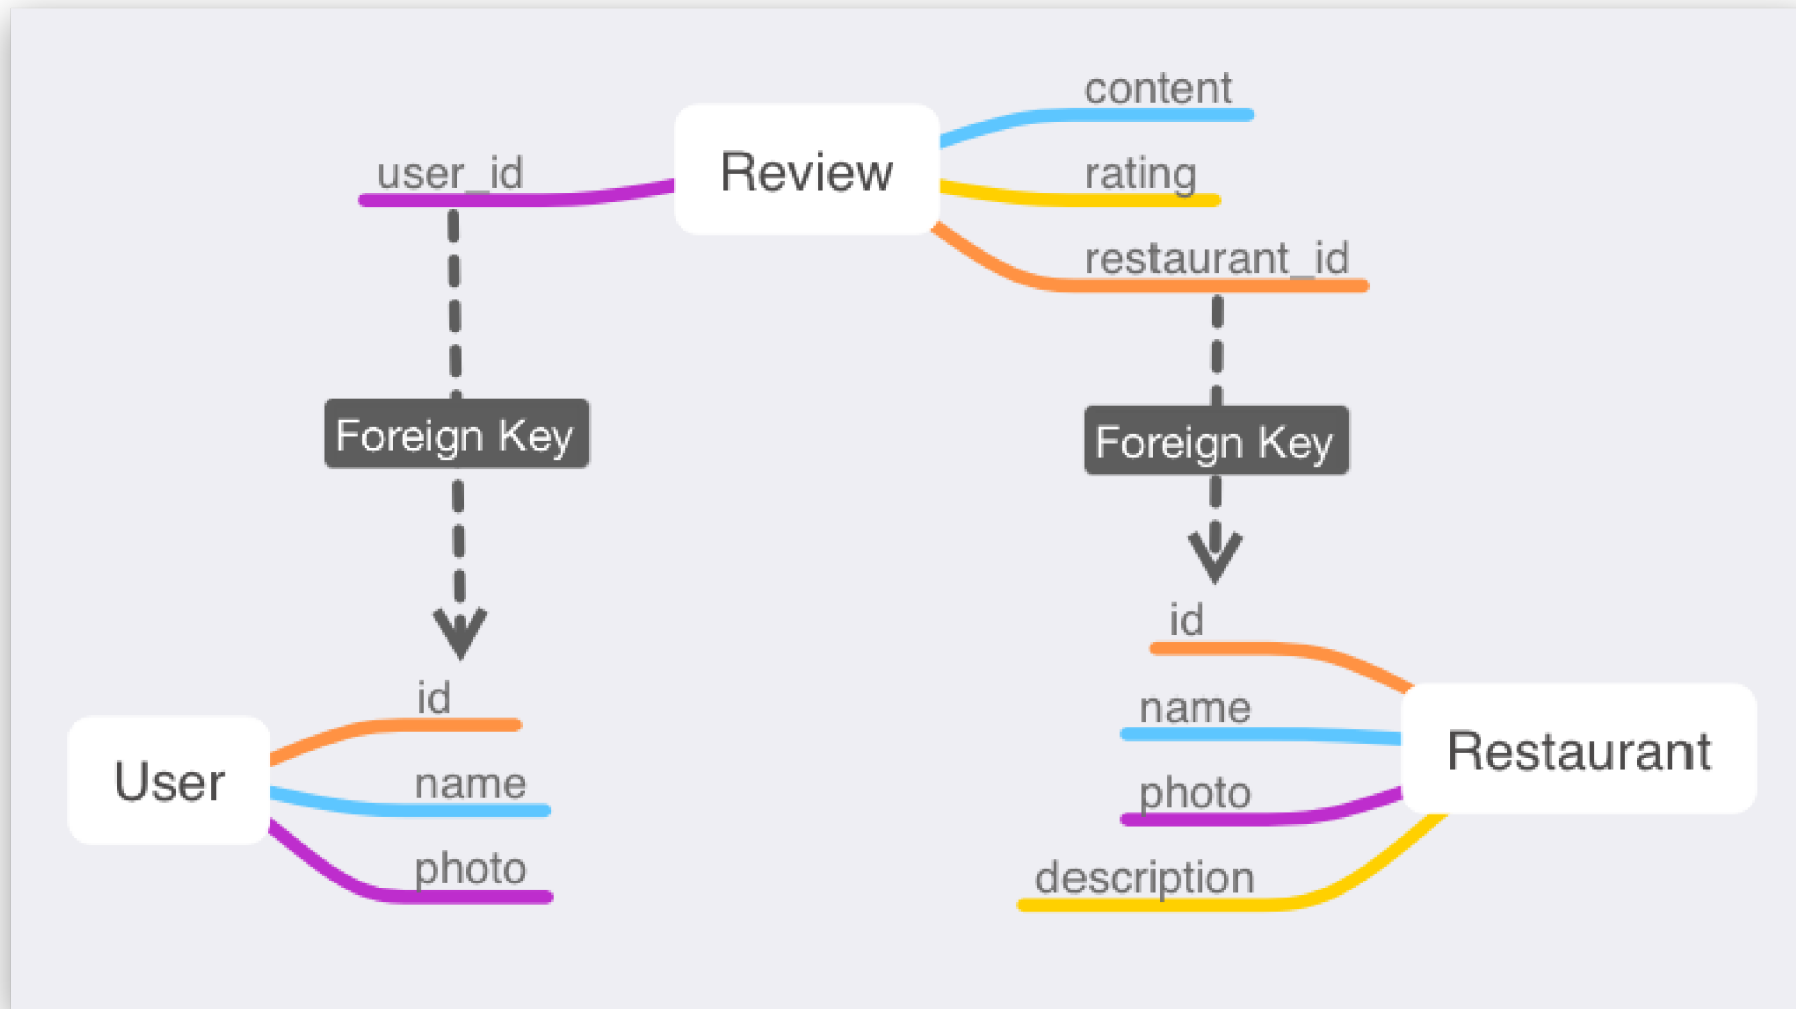 content
user_id
Review
rating
restaurant_id
Foreign Key
Foreign Key
id
id
name
Restaurant
User
name
photo
photo
description